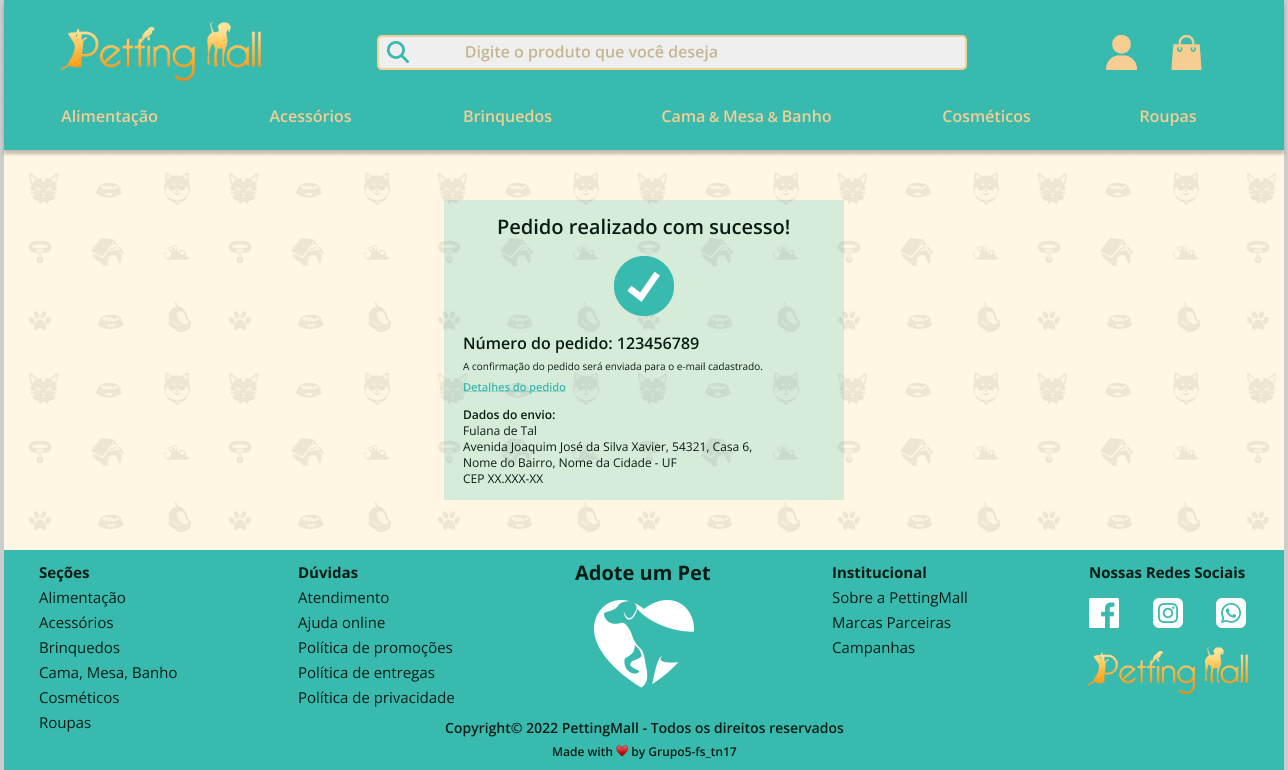 Petting Mall
Digite o produto que você deseja
Alimentação
Acessórios
Brinquedos
Cama & Mesa & Banho
Cosméticos
Roupas
Pedido realizado com sucesso!
Número do pedido: 123456789
A confirmação do pedido será enviada para o e-mail cadastrado.
Detalhes do pedido
Dados do envio:
Fulana de Tal
Avenida Joaquim José da Silva Xavier, 54321, Casa 6,
Nome do Bairro, Nome da Cidade - UF
CEP XX.XXX-XX
Seções
Alimentação
Acessórios
Brinquedos
Cama, Mesa, Banho
Cosméticos
Roupas
Dúvidas
Atendimento
Ajuda online
Política de promoções
Política de entregas
Política de privacidade
Adote um Pet
Institucional
Sobre a PettingMall
Marcas Parceiras
Campanhas
Nossas Redes Sociais
Petting Mall
Copyright© 2022 PettingMall - Todos os direitos reservados
Made with ❤ by Grupo5-fs_tn17